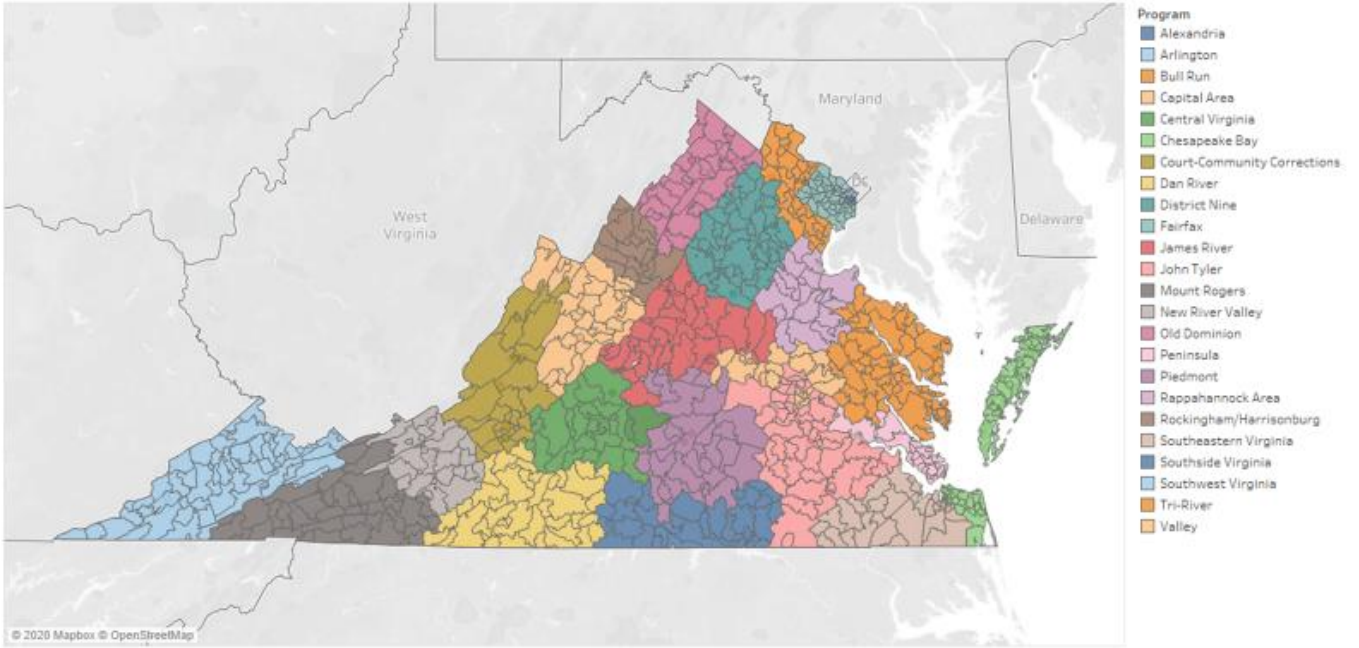 Program
Alexandria
Arlington
Bull Run
Capital Area
Central Virginia
Chesapeake Bay
Court-Community Corrections
Dan River
District Nine
Fairfax
James River
John Tyler
Mount Rogers
New River Valley
Old Dominion
Peninsula
Piedmont
Rappahannock Area
Rockingham/Harrisonburg
Southeastern Virginia
Southside Virginia
Southwest Virginia
Tri-River
Valley
Maryland
DC
West
Virginia
Delaware
© 2020 Mapbox © OpenStreetMap